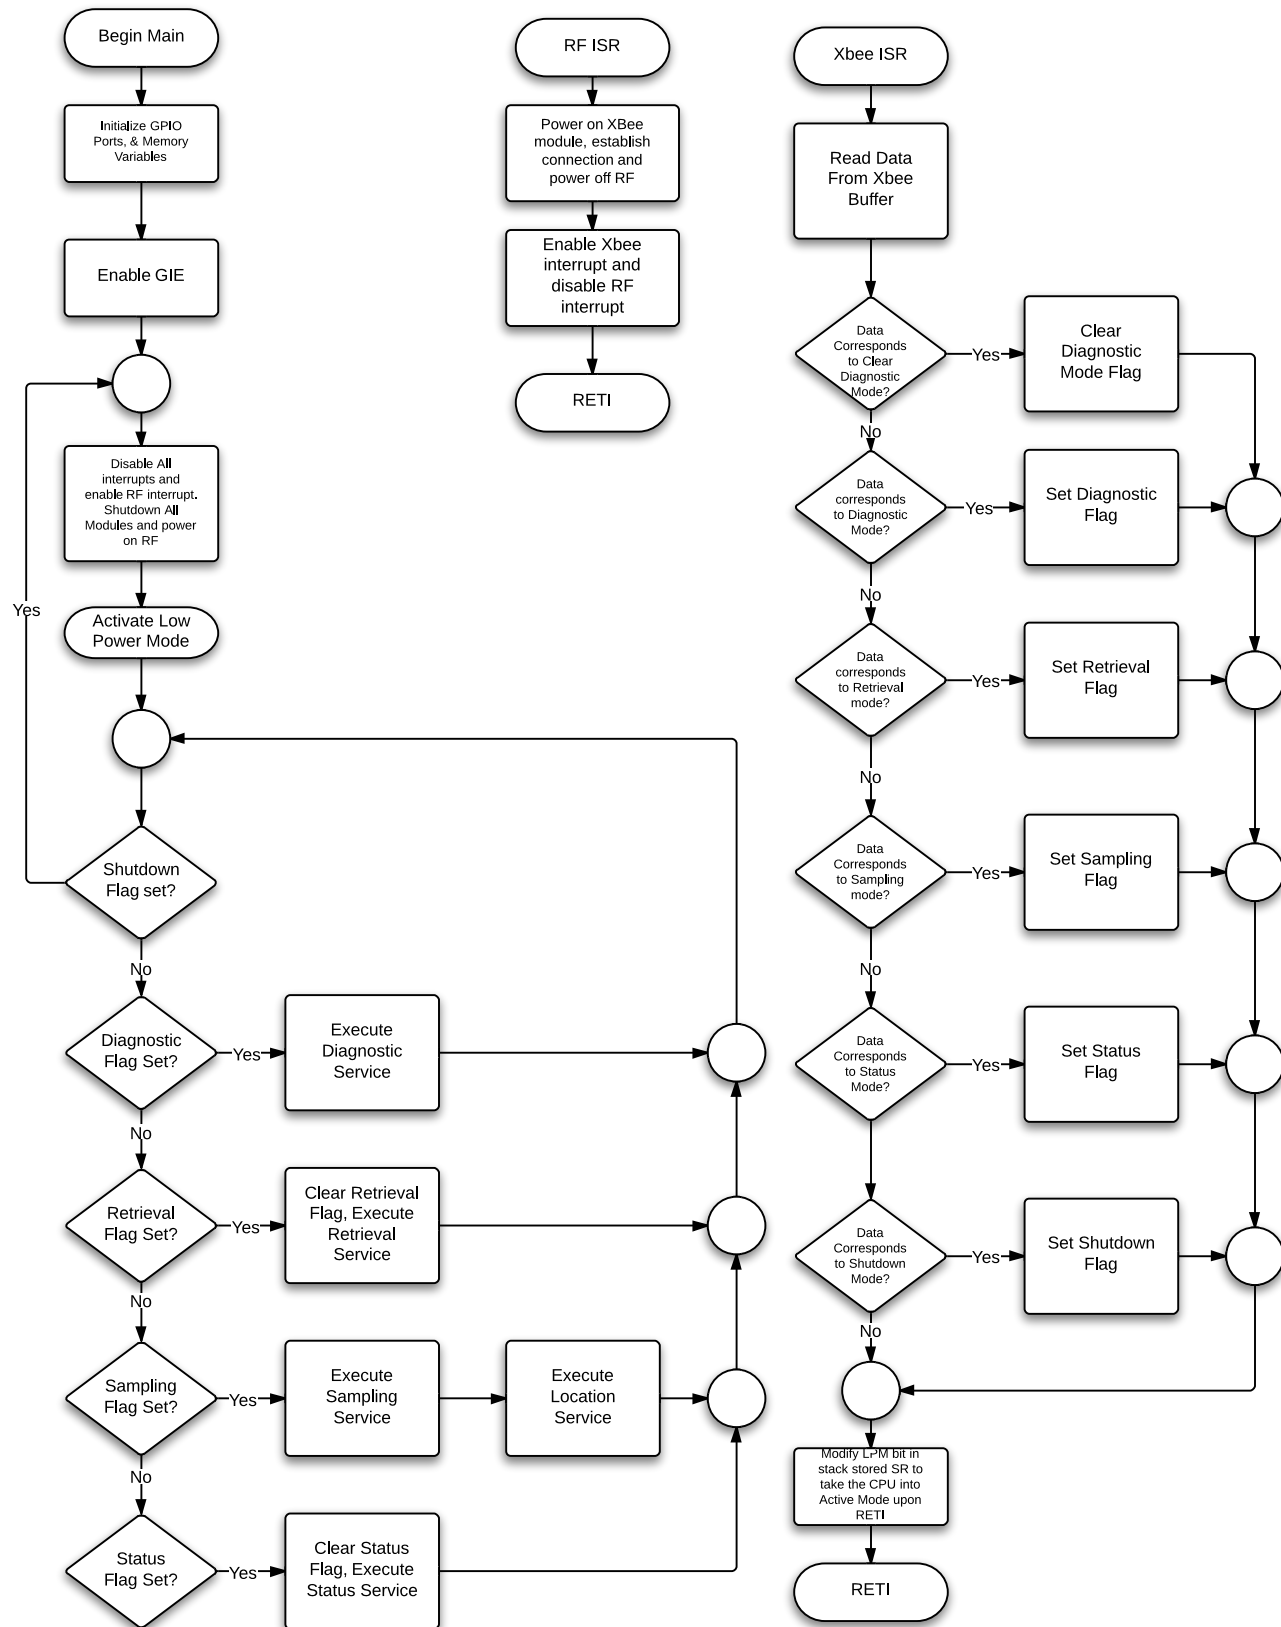 Begin Main
Initialize GPIO
Ports, & Memory
Variables
Enable GIE
Disable All
interrupts and
enable RF interrupt.
Shutdown All
Modules and power
on RF
Yes
Activate Low
Power Mode
Shutdown
Flag set?
No
Diagnostic
Flag Set?
Yes
Execute
Diagnostic
Service
No
Retrieval
Flag Set?
Yes
Clear Retrieval
Flag, Execute
Retrieval
Service
No
Sampling
Flag Set?
Yes
Execute
Sampling
Service
Execute
Location
Service
No
Status
Flag Set?
Yes
Clear Status
Flag, Execute
Status Service
RF ISR
Power on XBee
module, establish
connection and
power off RF
Enable Xbee
interrupt and
disable RF
interrupt
RETI
Xbee ISR
Read Data
From Xbee
Buffer
Data
Corresponds
to Clear
Diagnostic
Mode?
Yes
Clear
Diagnostic
Mode Flag
No
Data
corresponds
to Diagnostic
Mode?
Yes
Set Diagnostic
Flag
No
Data
corresponds
to Retrieval
mode?
Yes
Set Retrieval
Flag
No
Data
Corresponds
to Sampling
mode?
Yes
Set Sampling
Flag
No
Data
Corresponds
to Status
Mode?
Yes
Set Status
Flag
Data
Corresponds
to Shutdown
Mode?
Yes
Set Shutdown
Flag
No
Modify LPM bit in
stack stored SR to
take the CPU into
Active Mode upon
RETI
RETI